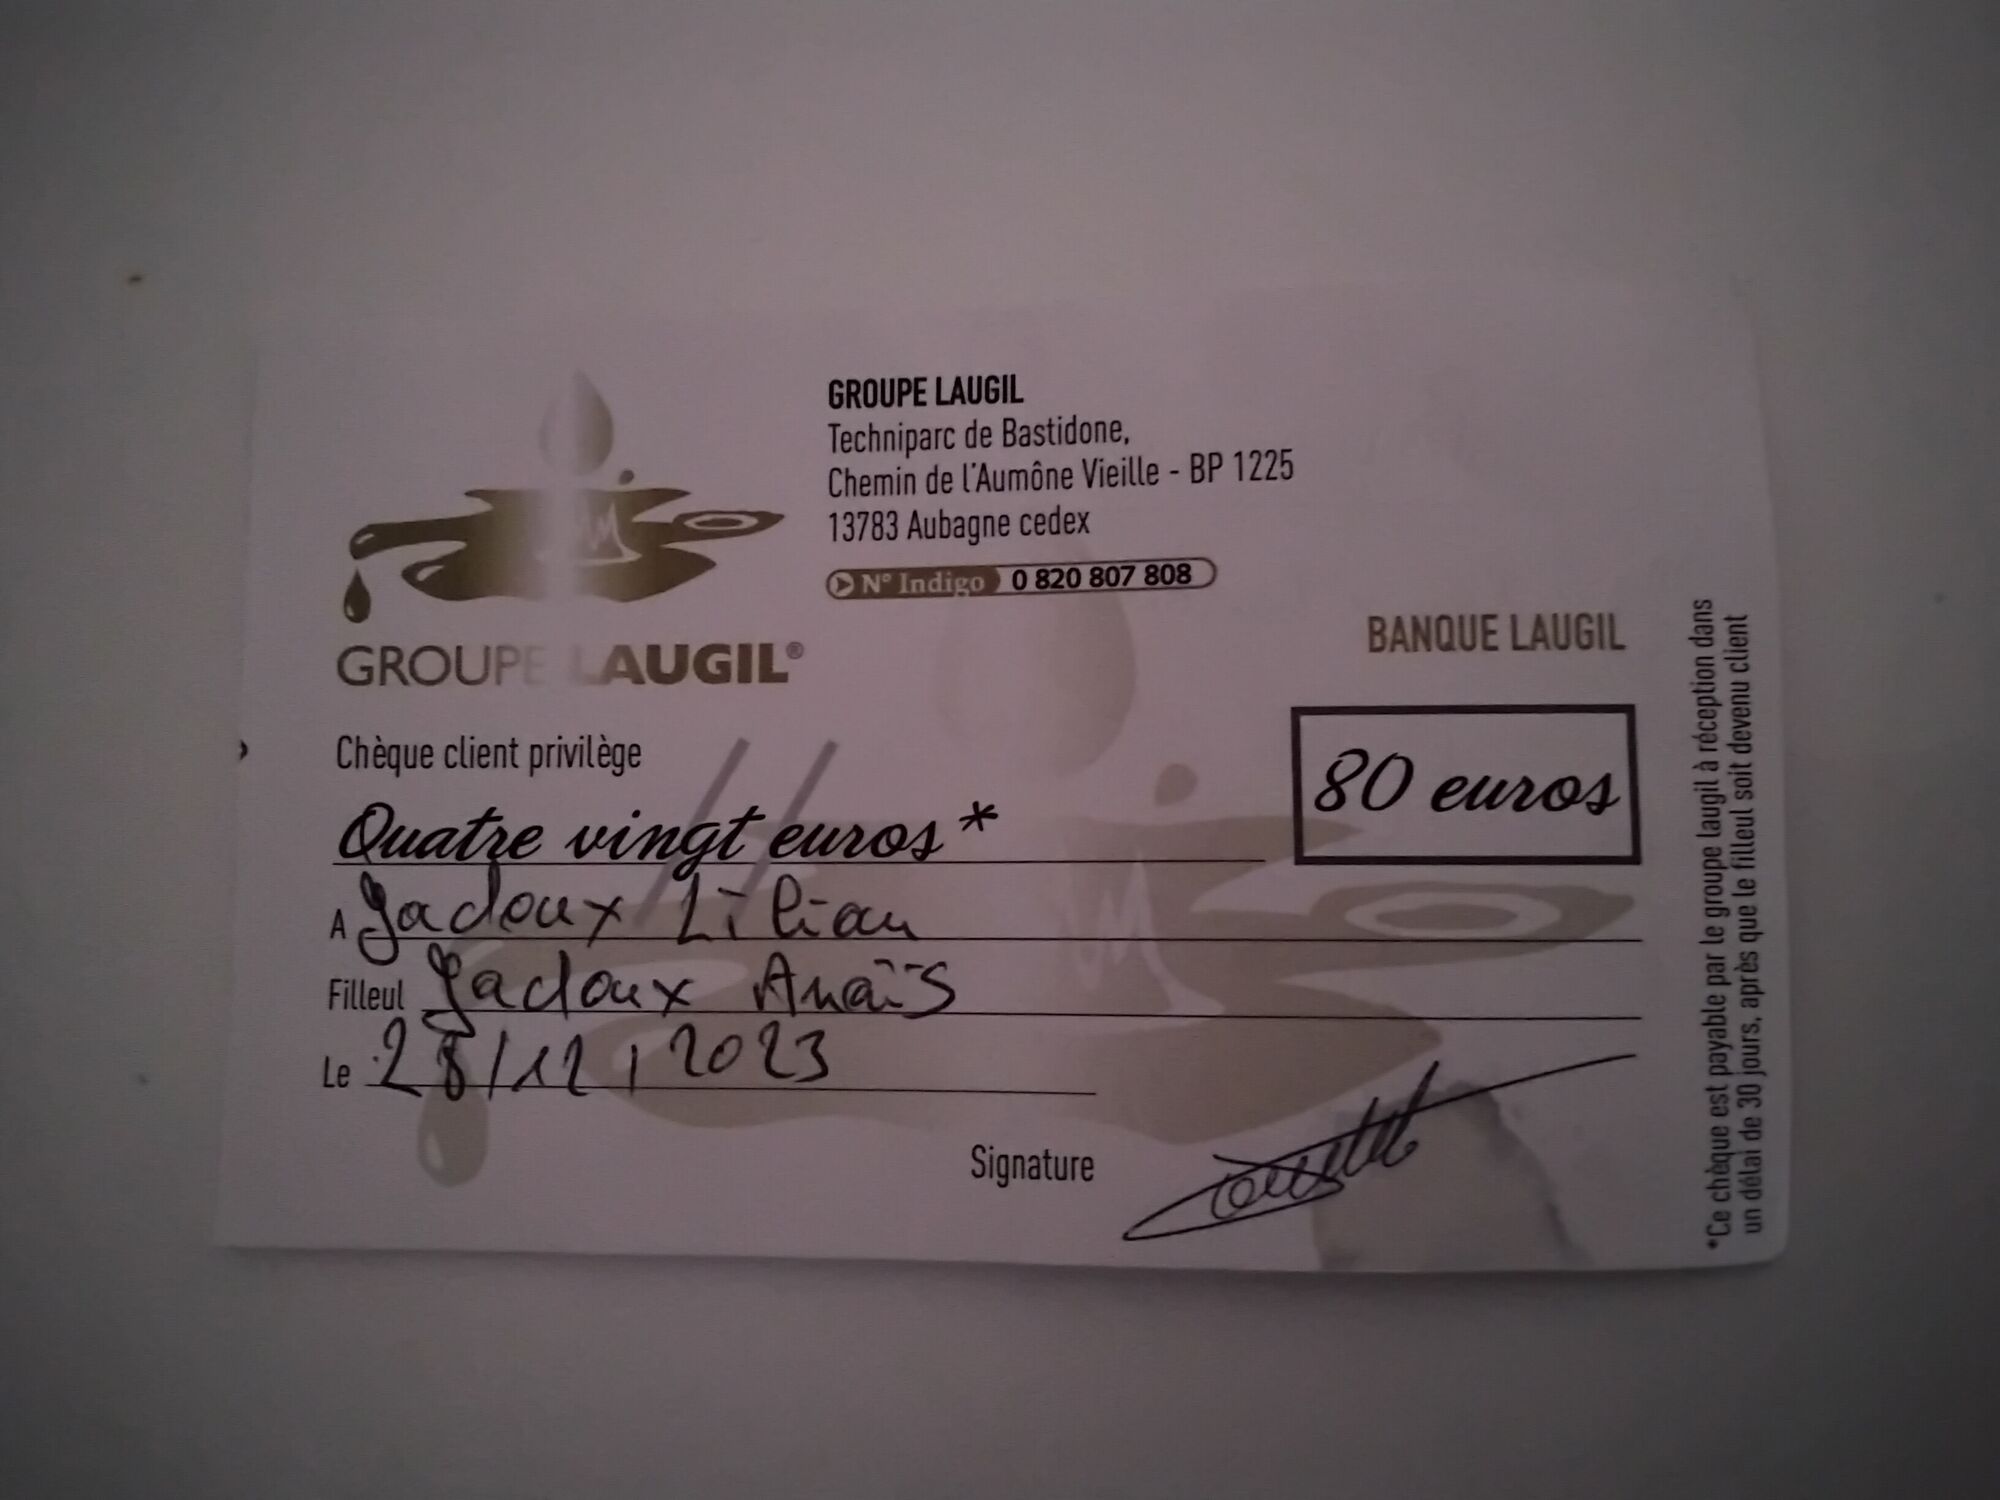 GROUPE LAUGIL
Techniparc de Bastidone,
Chemin de l'Aumône Vieille - BP 1225
13783 Aubagne cedex
N° Indigo 0 820 807 808
GROUPE LAUGIL®
BANQUE LAUGIL
Chèque client privilège
80 euros
Quatre vingt euros*
A Jadoux Lilian
Filleul Jadoux Anaïs
Le 28/12/2023
Signature
*Ce chèque est payable par le groupe laugil à réception dans
un délai de 30 jours, après que le filleul soit devenu client